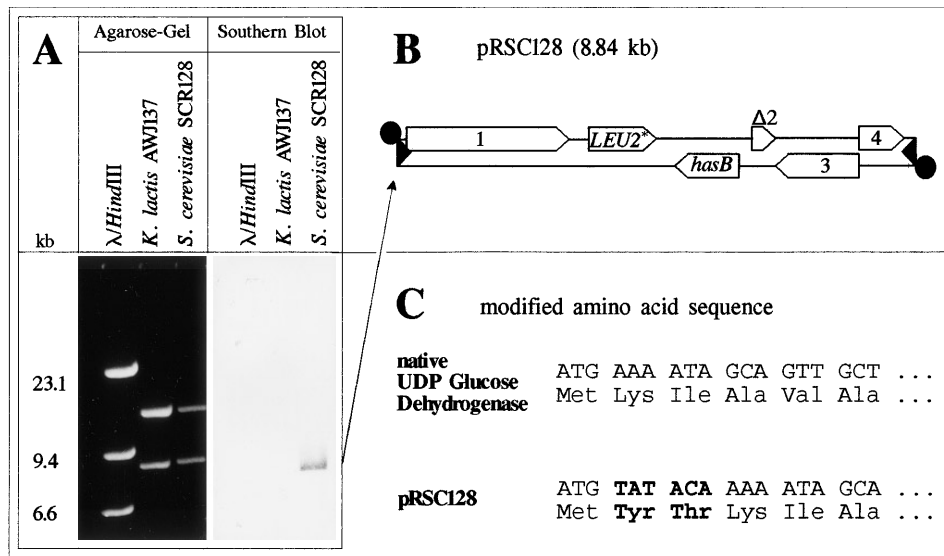 A
Agarose-Gel
Southern Blot
λ/HindIII
K. lactis AWJ137
S. cerevisiae SCR128
λ/HindIII
K. lactis AWJ137
S. cerevisiae SCR128
kb
23.1
9.4
6.6
B pRSC128 (8.84 kb)
1
LEU2*
Δ2
4
hasB
3
C modified amino acid sequence
native
UDP Glucose
Dehydrogenase
ATG AAA ATA GCA GTT GCT ...
Met Lys Ile Ala Val Ala ...
pRSC128
ATG TAT ACA AAA ATA GCA ...
Met Tyr Thr Lys Ile Ala ...